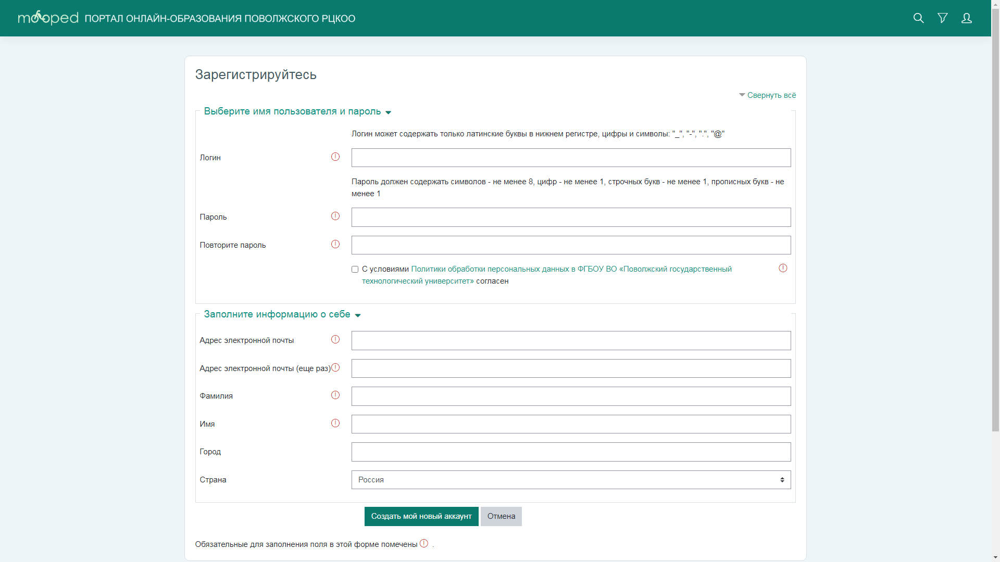 mooped ПОРТАЛ ОНЛАЙН-ОБРАЗОВАНИЯ ПОВОЛЖСКОГО РЦКОО
Зарегистрируйтесь
Свернуть всё
Выберите имя пользователя и пароль
Логин может содержать только латинские буквы в нижнем регистре, цифры и символы: "_", "-", ".", "@"
Логин
Пароль должен содержать символов - не менее 8, цифр - не менее 1, строчных букв - не менее 1, прописных букв - не
менее 1
Пароль
Повторите пароль
С условиями Политики обработки персональных данных в ФГБОУ ВО «Поволжский государственный
технологический университет» согласен
Заполните информацию о себе
Адрес электронной почты
Адрес электронной почты (еще раз)
Фамилия
Имя
Город
Страна
Россия
Создать мой новый аккаунт
Отмена
Обязательные для заполнения поля в этой форме помечены .